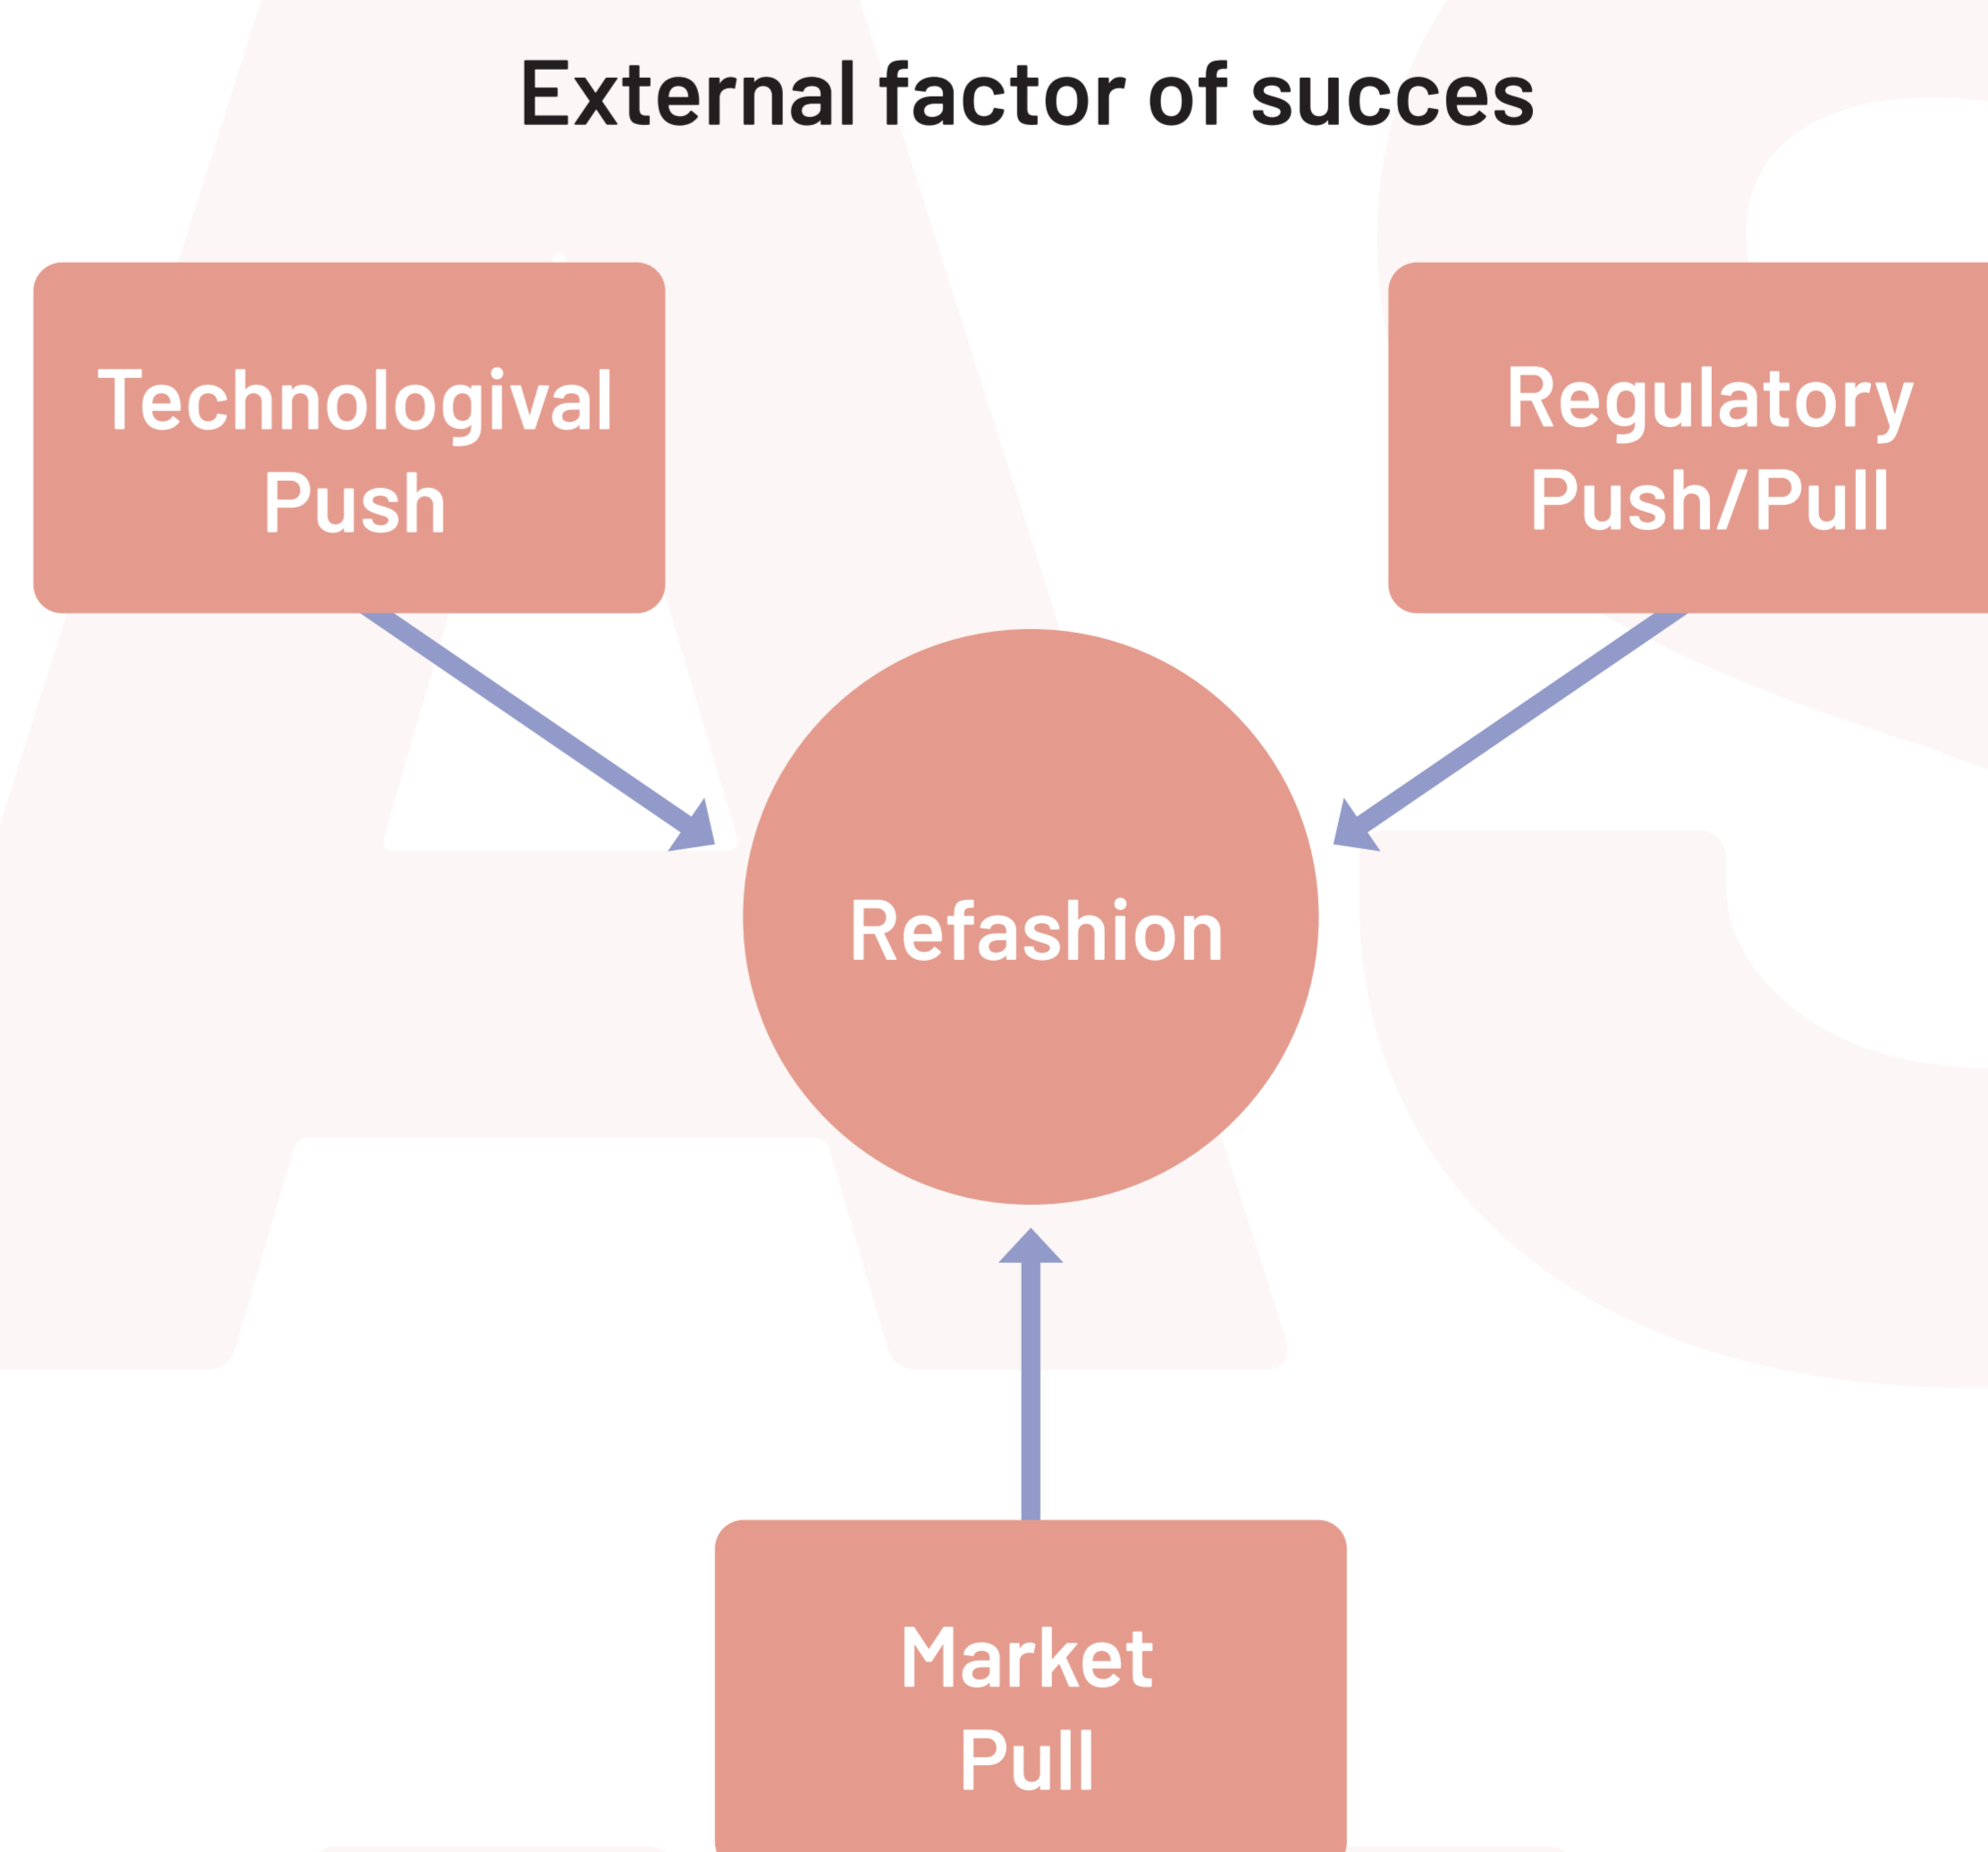 External factor of succes
Technologival
Push
Regulatory
Push/Pull
Refashion
Market
Pull